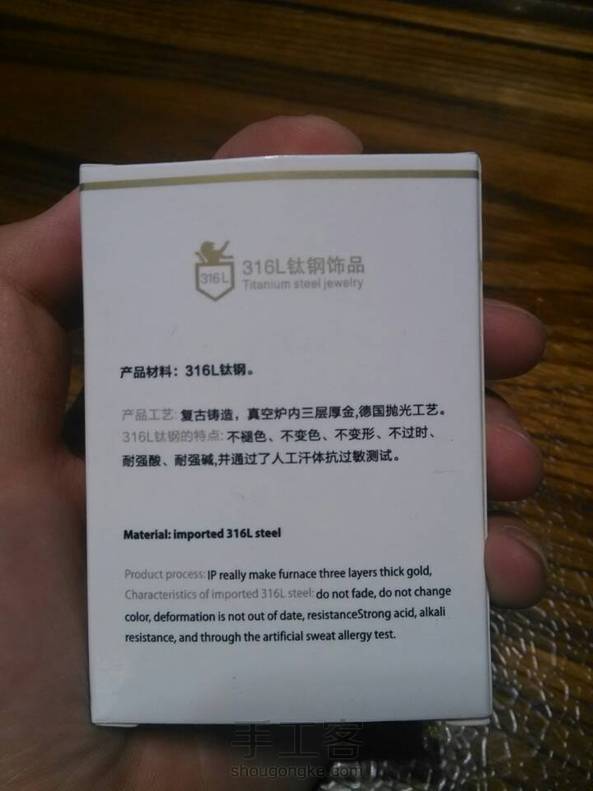 316L
316L钛钢饰品
Titanium steel jewelry
产品材料：316L钛钢。
产品工艺:复古铸造，真空炉内三层厚金,德国抛光工艺。
316L钛钢的特点:不褪色、不变色、不变形、不过时、
耐强酸、耐强碱,并通过了人工汗体抗过敏测试。
Material: imported 316L steel
Product process: IP really make furnace three layers thick gold,
Characteristics of imported 316L steel: do not fade, do not change
color, deformation is not out of date, resistanceStrong acid, alkali
resistance, and through the artificial sweat allergy test.
手工客
shougongke.com